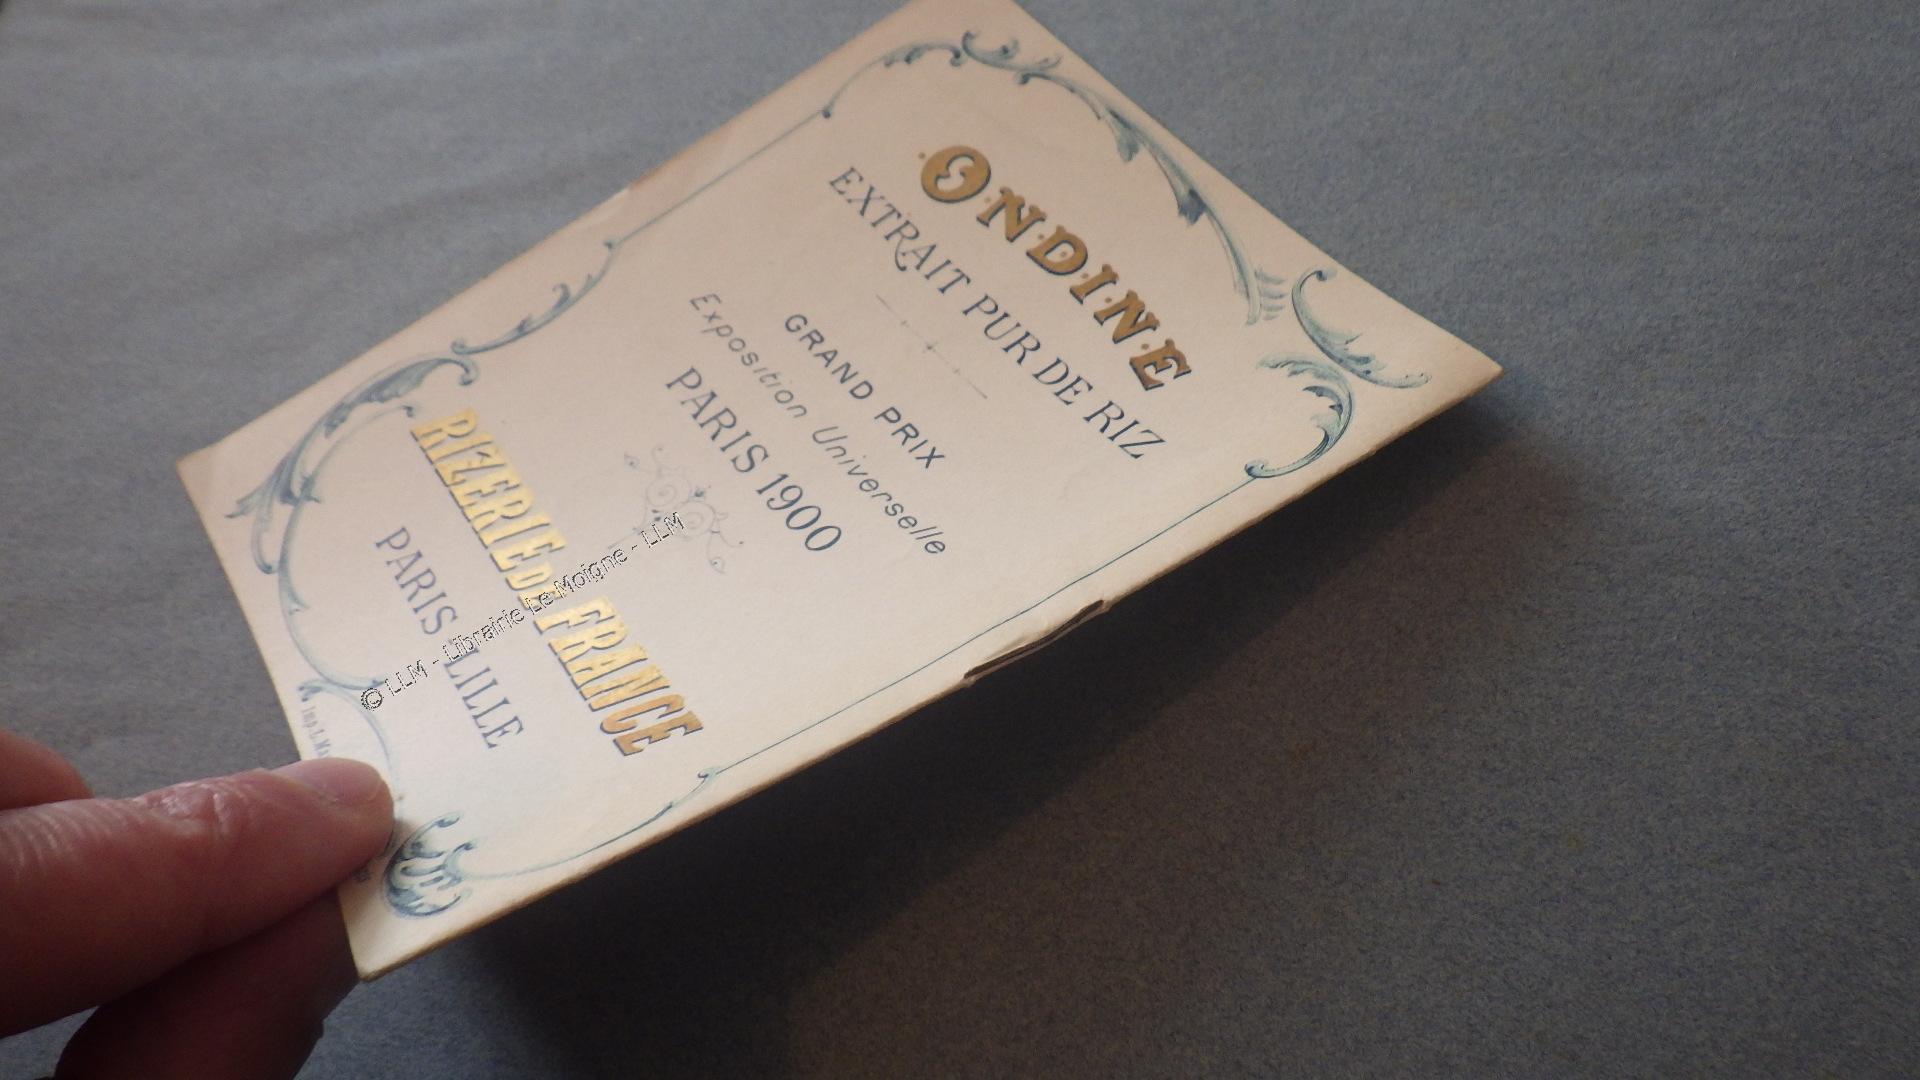 ONDINE
EXTRAIT PUR DE RIZ
GRAND PRIX
Exposition Universelle
PARIS 1900
RIZERIE DE FRANCE
PARIS LILLE
Imp. L.
© LLM - Librairie Le Moigne - LLM